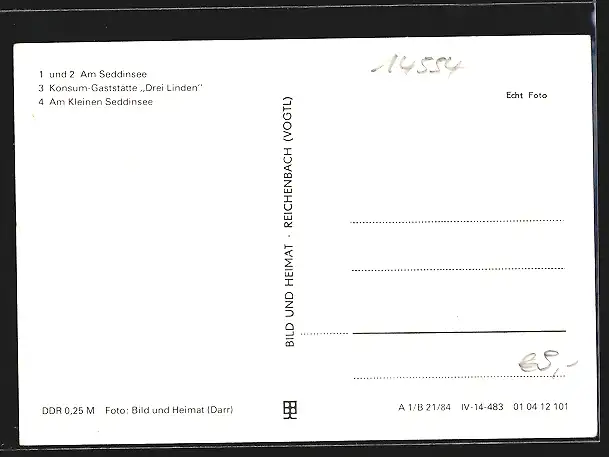 1 und 2 Am Seddinsee
3 Konsum-Gaststätte „Drei Linden"
4 Am Kleinen Seddinsee
14554
Echt Foto
BILD UND HEIMAT · REICHENBACH (VOGTL)
DDR 0,25 M Foto: Bild und Heimat (Darr)
A 1/B 21/84 IV-14-483 01 04 12 101